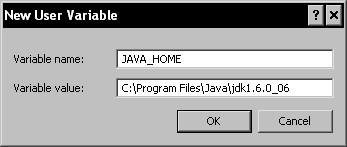 New User Variable
Variable name: JAVA_HOME
Variable value: C:\Program Files\Java\jdk1.6.0_06
OK Cancel